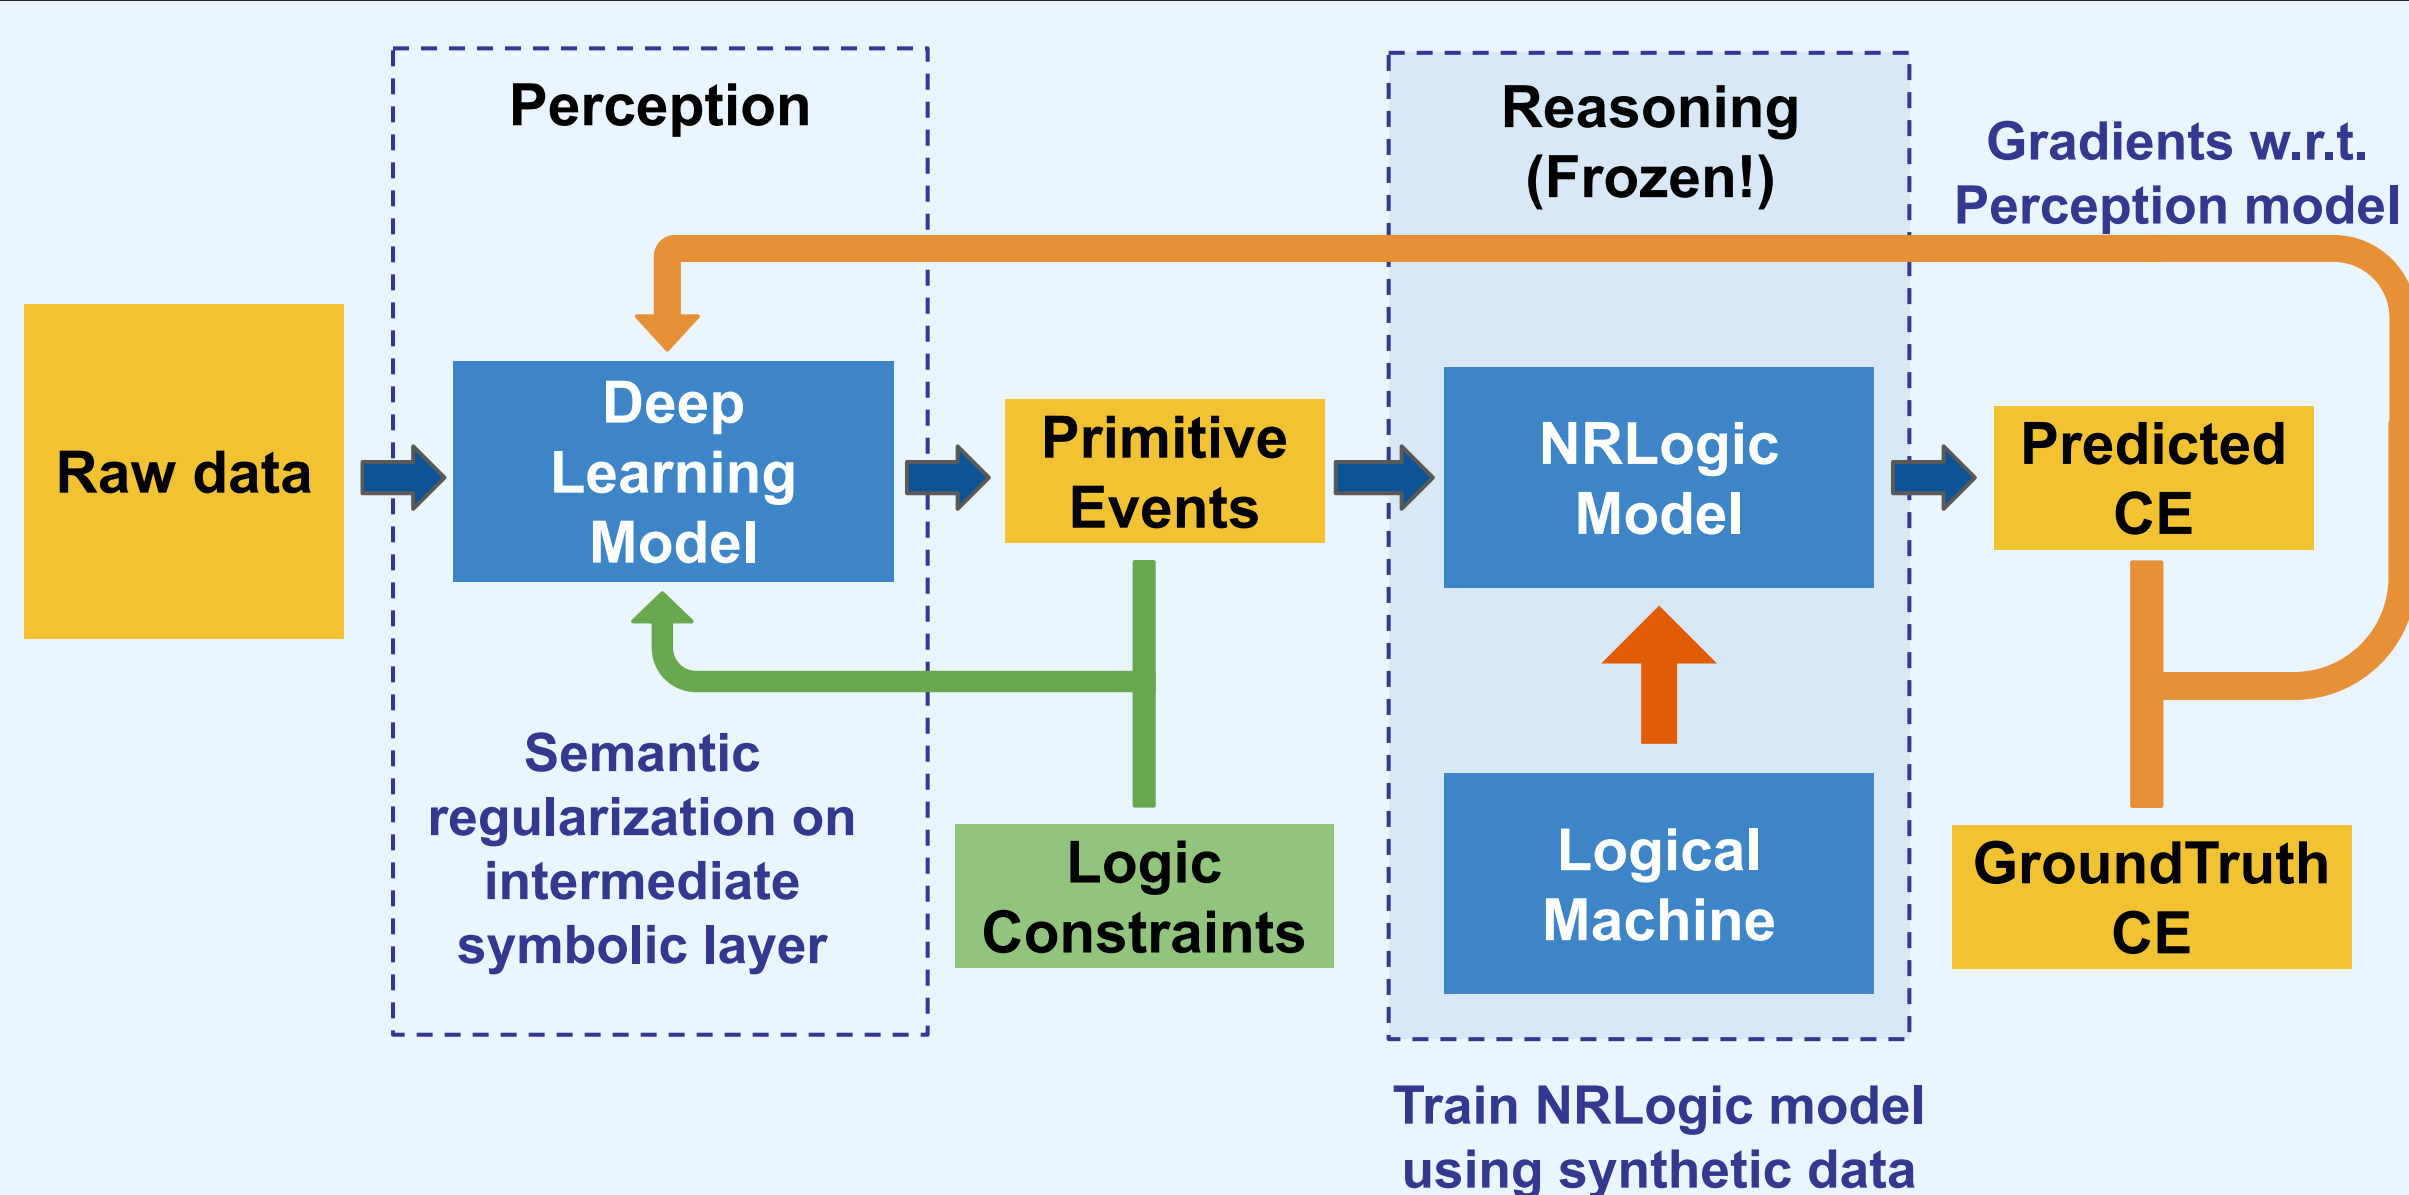 Perception
Reasoning
(Frozen!)
Gradients w.r.t.
Perception model
Raw data
Deep
Learning
Model
Primitive
Events
NRLogic
Model
Predicted
CE
Semantic
regularization on
intermediate
symbolic layer
Logic
Constraints
Logical
Machine
GroundTruth
CE
Train NRLogic model
using synthetic data